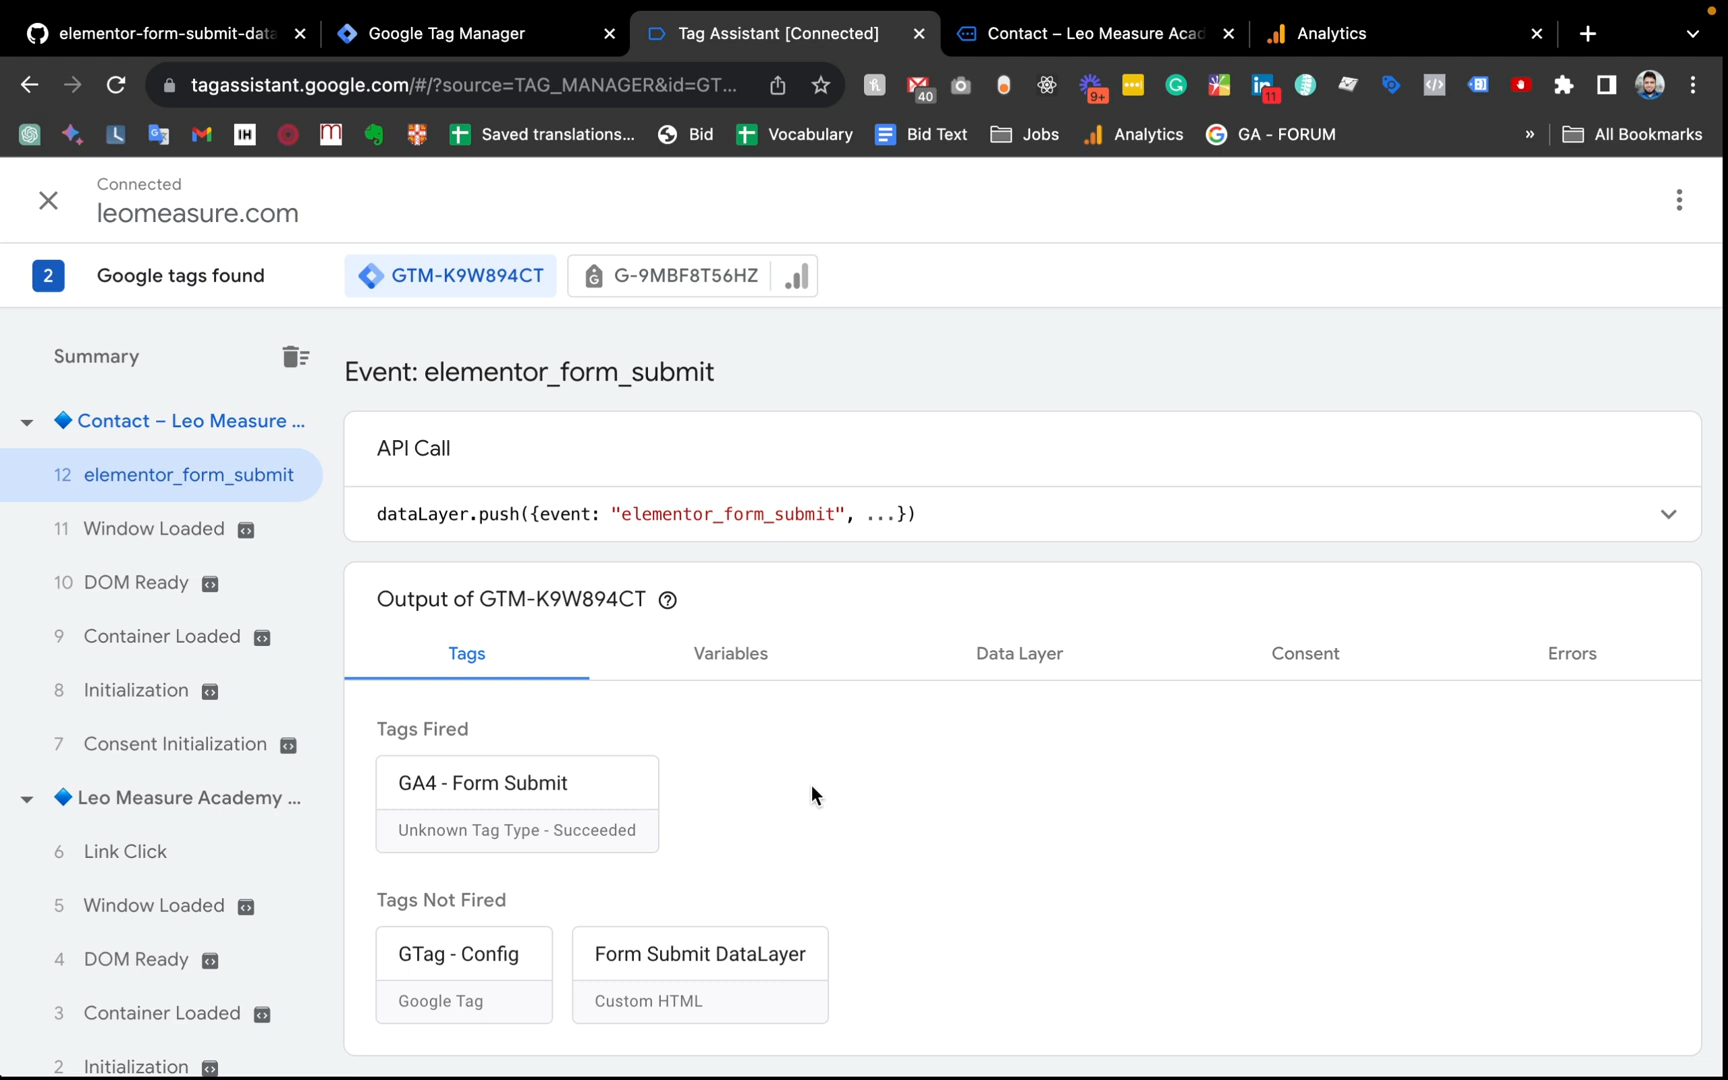 elementor-form-submit-data
Google Tag Manager
Tag Assistant [Connected]
Contact – Leo Measure Acad
Analytics
tagassistant.google.com/#/?source=TAG_MANAGER&id=GT...
40
9+
11
Saved translations...
Bid
Vocabulary
Bid Text
Jobs
Analytics
GA - FORUM
»
All Bookmarks
Connected
leomeasure.com
2
Google tags found
GTM-K9W894CT
G-9MBF8T56HZ
Summary
Contact – Leo Measure ...
12 elementor_form_submit
11 Window Loaded
10 DOM Ready
9 Container Loaded
8 Initialization
7 Consent Initialization
Leo Measure Academy ...
6 Link Click
5 Window Loaded
4 DOM Ready
3 Container Loaded
2 Initialization
Event: elementor_form_submit
API Call
dataLayer.push({event: "elementor_form_submit", ...})
Output of GTM-K9W894CT
Tags
Variables
Data Layer
Consent
Errors
Tags Fired
GA4 - Form Submit
Unknown Tag Type - Succeeded
Tags Not Fired
GTag - Config
Google Tag
Form Submit DataLayer
Custom HTML